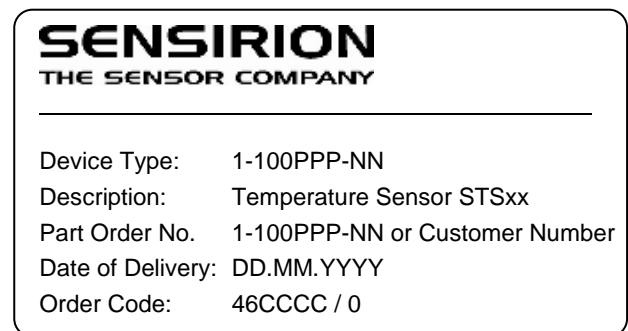 SENSIRION
THE SENSOR COMPANY
Device Type: 1-100PPP-NN
Description: Temperature Sensor STSxx
Part Order No. 1-100PPP-NN or Customer Number
Date of Delivery: DD.MM.YYYY
Order Code: 46CCCC / 0